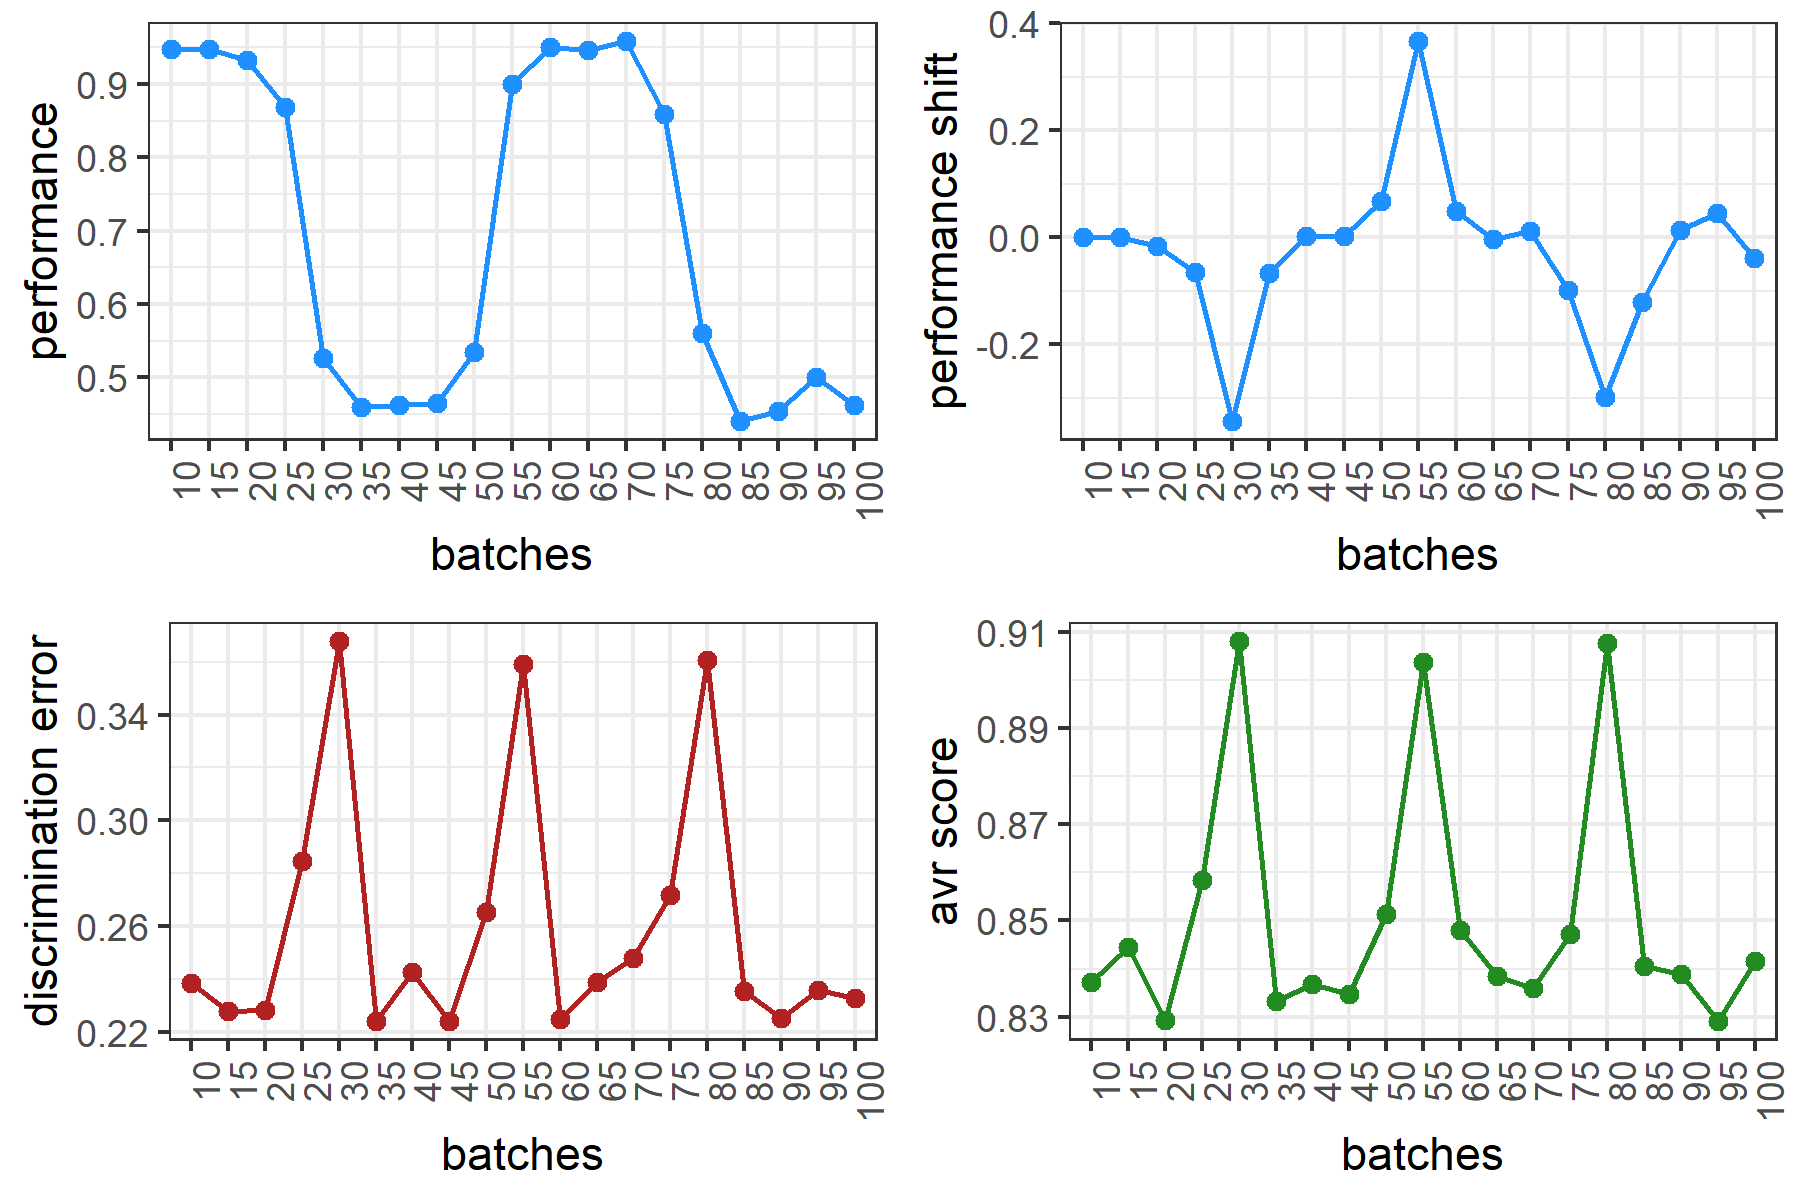 performance
0.9
0.8
0.7
0.6
0.5
10 15 20 25 30 35 40 45 50 55 60 65 70 75 80 85 90 95 100
batches
performance shift
0.4
0.2
0.0
-0.2
10 15 20 25 30 35 40 45 50 55 60 65 70 75 80 85 90 95 100
batches
discrimination error
0.34
0.30
0.26
0.22
10 15 20 25 30 35 40 45 50 55 60 65 70 75 80 85 90 95 100
batches
avr score
0.91
0.89
0.87
0.85
0.83
10 15 20 25 30 35 40 45 50 55 60 65 70 75 80 85 90 95 100
batches